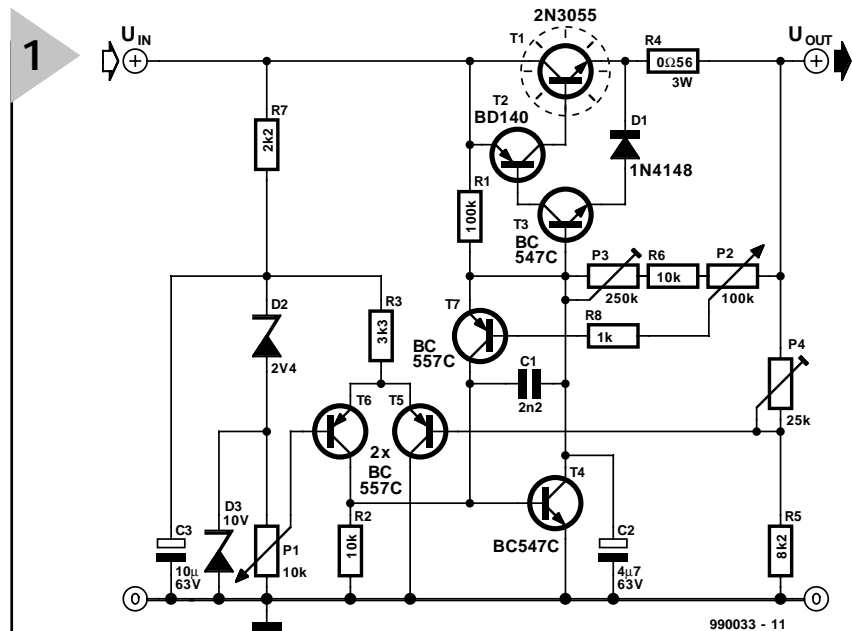 1
U IN
+
2N3055
T1
R4
0Ω56
3W
U OUT
+
R7
2k2
T2
BD140
D1
1N4148
R1
100k
T3
BC
547C
P3
250k
R6
10k
P2
100k
D2
2V4
R3
3k3
T7
BC
557C
R8
1k
C1
2n2
P4
25k
T6
T5
2x
BC
557C
T4
BC547C
D3
10V
C3
10µ
63V
P1
10k
R2
10k
C2
4µ7
63V
R5
8k2
0
0
990033 - 11